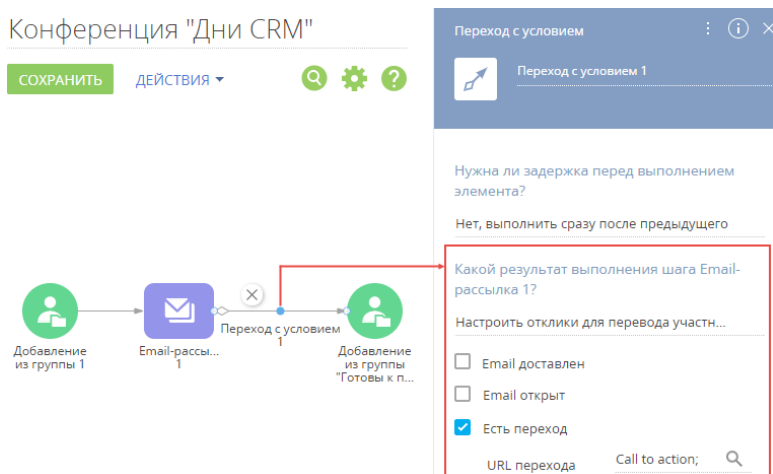 Конференция "Дни CRM"
СОХРАНИТЬ
ДЕЙСТВИЯ
Добавление
из группы 1
Email-рассы...
1
Переход с условием
1
Добавление
из группы
"Готовы к п...
Переход с условием
Переход с условием 1
Нужна ли задержка перед выполнением
элемента?
Нет, выполнить сразу после предыдущего
Какой результат выполнения шага Email-
рассылка 1?
Настроить отклики для перевода участн...
Email доставлен
Email открыт
Есть переход
URL перехода Call to action;